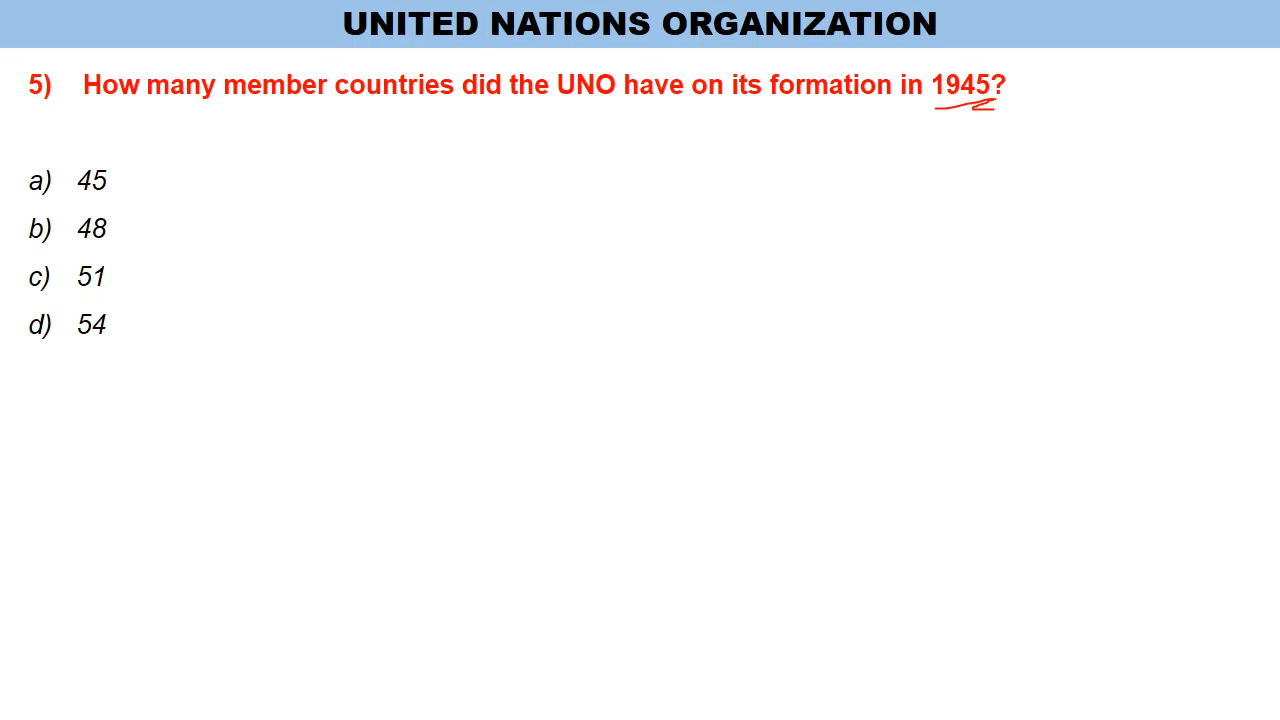 UNITED NATIONS ORGANIZATION
5) How many member countries did the UNO have on its formation in 1945?
a) 45
b) 48
c) 51
d) 54